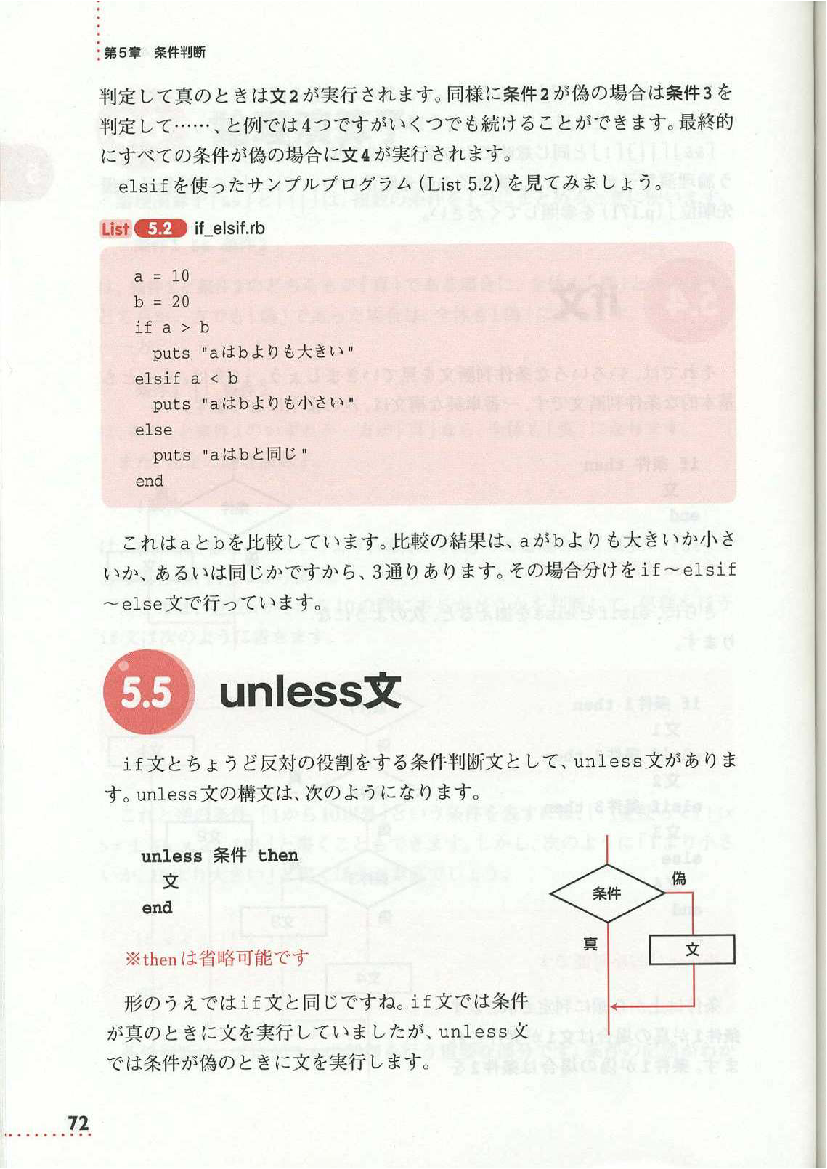 第5章 条件判断
判定して真のときは文2が実行されます。同様に条件2が偽の場合は条件3を
判定して……、と例では4つですがいくつでも続けることができます。最終的
にすべての条件が偽の場合に文4が実行されます。
elsifを使ったサンプルプログラム(List 5.2)を見てみましょう。
List 5.2 if_elsif.rb
a = 10
b = 20
if a > b
  puts "aはbよりも大きい"
elsif a < b
  puts "aはbよりも小さい"
else
  puts "aはbと同じ"
end
これはaとbを比較しています。比較の結果は、aがbよりも大きいか小さ
いか、あるいは同じかですから、3通りあります。その場合分けをif～elsif
～else文で行っています。
5.5 unless文
if文とちょうど反対の役割をする条件判断文として、unless文がありま
す。unless文の構文は、次のようになります。
unless 条件 then
  文
end
※thenは省略可能です
条件
偽
真
文
形のうえではif文と同じですね。if文では条件
が真のときに文を実行していましたが、unless文
では条件が偽のときに文を実行します。
72